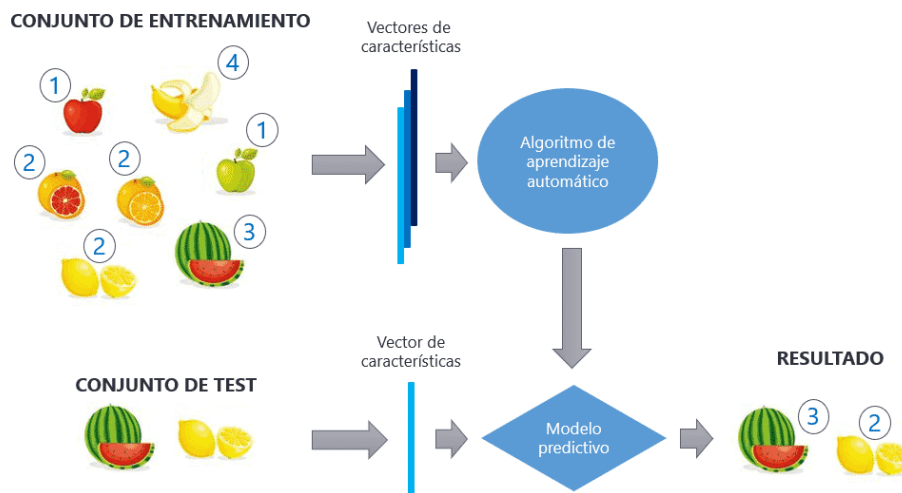 CONJUNTO DE ENTRENAMIENTO
Vectores de
características
1
4
1
2
2
2
3
Algoritmo de
aprendizaje
automático
CONJUNTO DE TEST
Vector de
características
Modelo
predictivo
RESULTADO
3
2